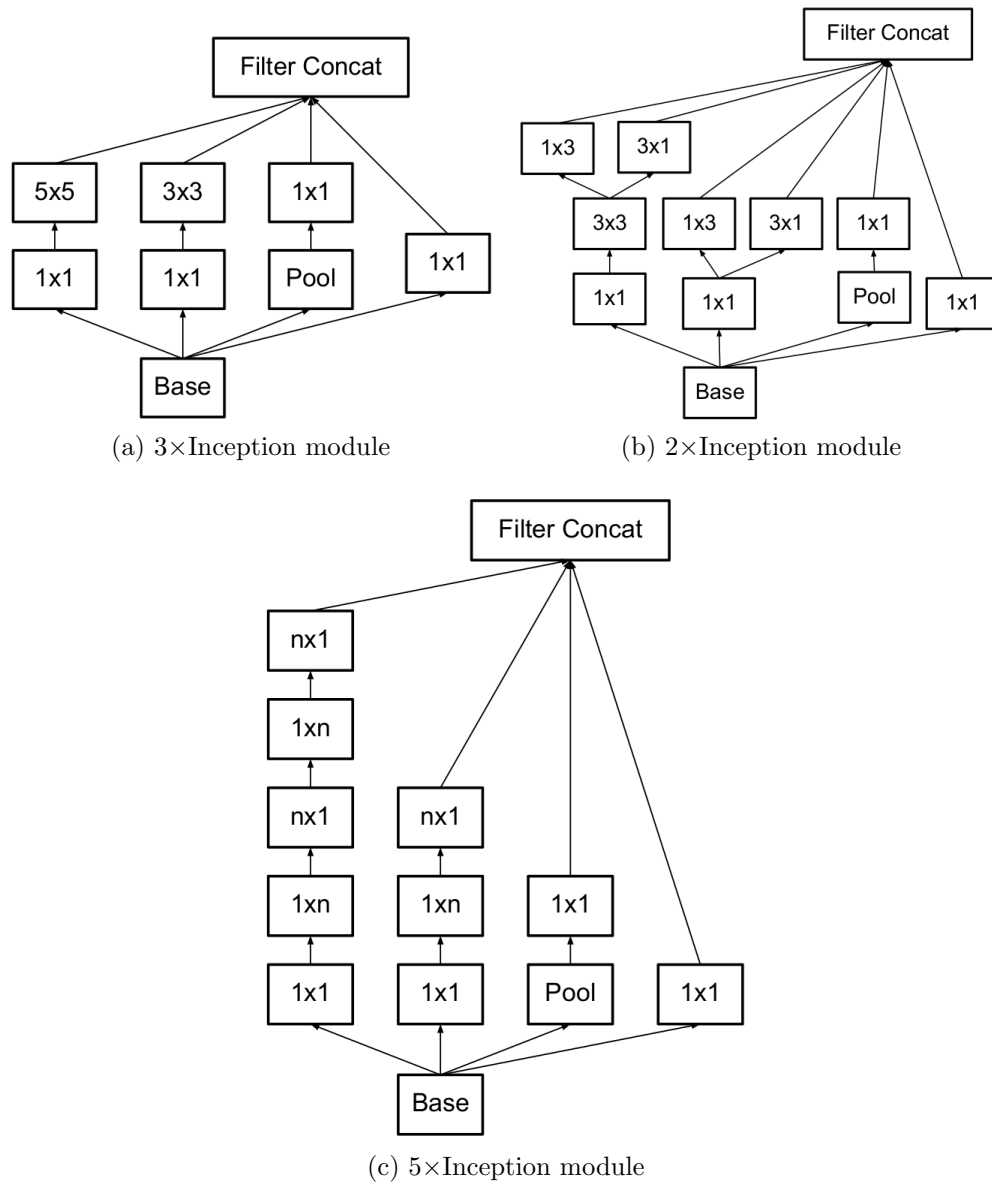 Filter Concat
5x5 3x3 1x1
1x1 1x1 Pool 1x1
Base
(a) 3×Inception module
Filter Concat
1x3 3x1
3x3 1x3 3x1 1x1
1x1 1x1 Pool 1x1
Base
(b) 2×Inception module
Filter Concat
nx1
1xn
nx1 nx1
1xn 1xn 1x1
1x1 1x1 Pool 1x1
Base
(c) 5×Inception module